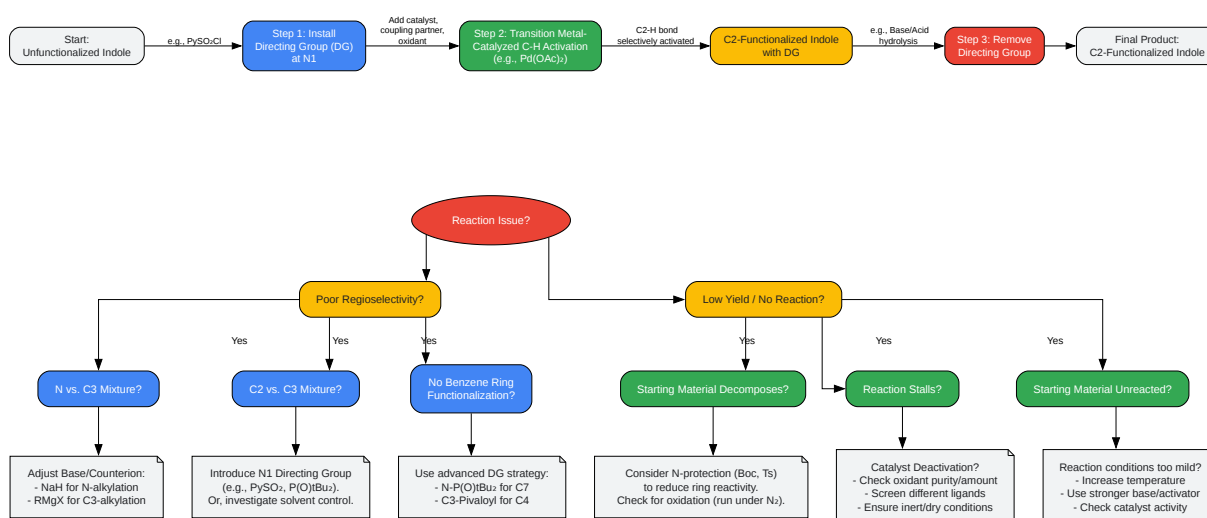 Start:
Unfunctionalized Indole
e.g., PySO₂Cl
Step 1: Install
Directing Group (DG)
at N1
Add catalyst,
coupling partner,
oxidant
Step 2: Transition Metal-
Catalyzed C-H Activation
(e.g., Pd(OAc)₂)
C2-H bond
selectively activated
C2-Functionalized Indole
with DG
e.g., Base/Acid
hydrolysis
Step 3: Remove
Directing Group
Final Product:
C2-Functionalized Indole
Reaction Issue?
Poor Regioselectivity?
Low Yield / No Reaction?
Yes
Yes
Yes
Yes
Yes
Yes
N vs. C3 Mixture?
C2 vs. C3 Mixture?
No Benzene Ring
Functionalization?
Starting Material Decomposes?
Reaction Stalls?
Starting Material Unreacted?
Adjust Base/Counterion:
- NaH for N-alkylation
- RMgX for C3-alkylation
Introduce N1 Directing Group
(e.g., PySO₂, P(O)tBu₂).
Or, investigate solvent control.
Use advanced DG strategy:
- N-P(O)tBu₂ for C7
- C3-Pivaloyl for C4
Consider N-protection (Boc, Ts)
to reduce ring reactivity.
Check for oxidation (run under N₂).
Catalyst Deactivation?
- Check oxidant purity/amount
- Screen different ligands
- Ensure inert/dry conditions
Reaction conditions too mild?
- Increase temperature
- Use stronger base/activator
- Check catalyst activity